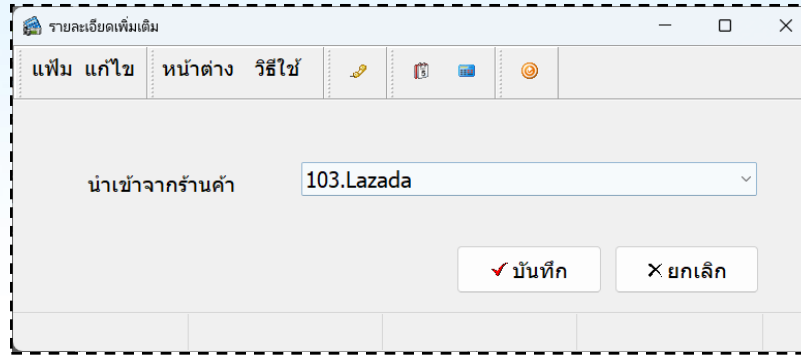 รายละเอียดเพิ่มเติม
แฟ้ม แก้ไข หน้าต่าง วิธีใช้
นำเข้าจากร้านค้า 103.Lazada
บันทึก ยกเลิก